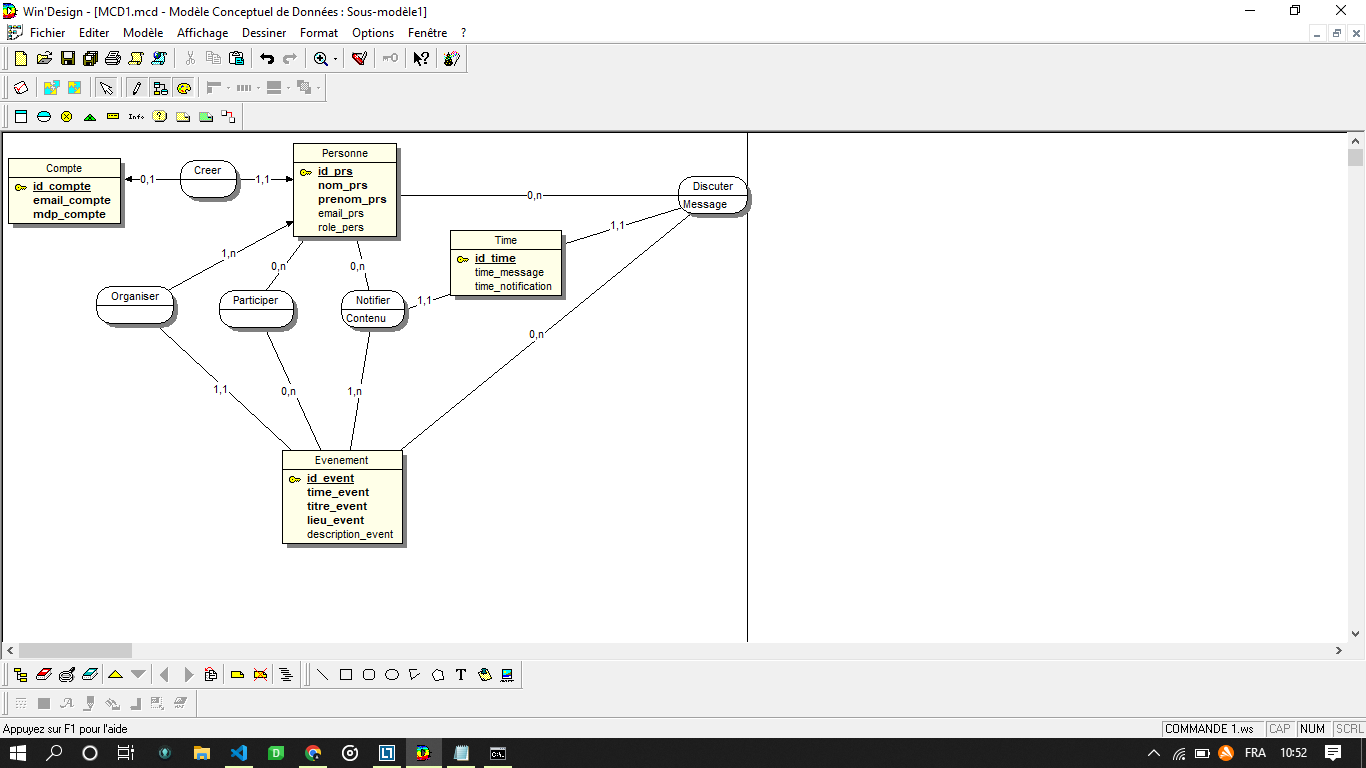 Win'Design - [MCD1.mcd - Modèle Conceptuel de Données : Sous-modèle1]
Fichier Editer Modèle Affichage Dessiner Format Options Fenêtre ?
Info
Compte
id_compte
email_compte
mdp_compte
0,1
Creer
1,1
Personne
id_prs
nom_prs
prenom_prs
email_prs
role_pers
0,n
Discuter
Message
1,1
Time
id_time
time_message
time_notification
1,n
0,n
0,n
Organiser
Participer
Notifier
Contenu
1,1
0,n
1,1
0,n
1,n
Evenement
id_event
time_event
titre_event
lieu_event
description_event
T
Appuyez sur F1 pour l'aide
COMMANDE 1.ws CAP NUM SCRL
FRA 10:52